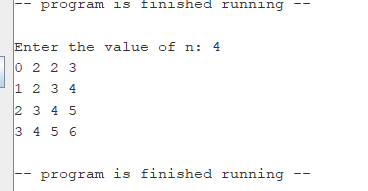 -- program is finished running --
Enter the value of n: 4
0 2 2 3
1 2 3 4
2 3 4 5
3 4 5 6
-- program is finished running --